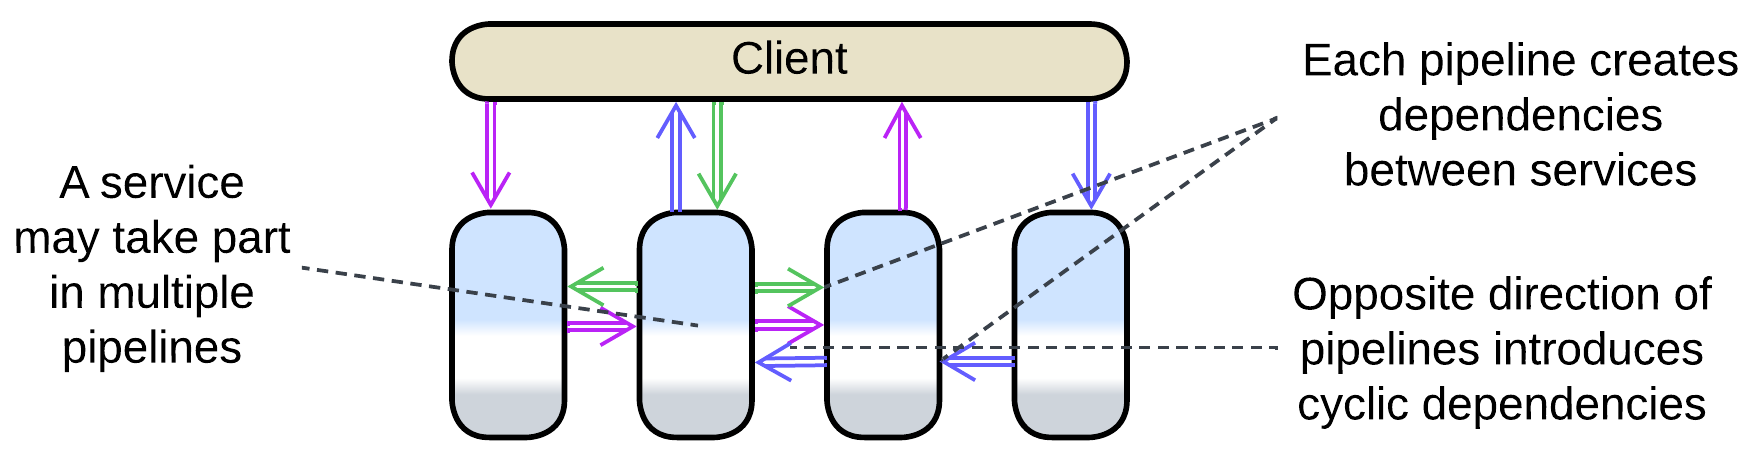 Client
A service
may take part
in multiple
pipelines
Each pipeline creates
dependencies
between services
Opposite direction of
pipelines introduces
cyclic dependencies